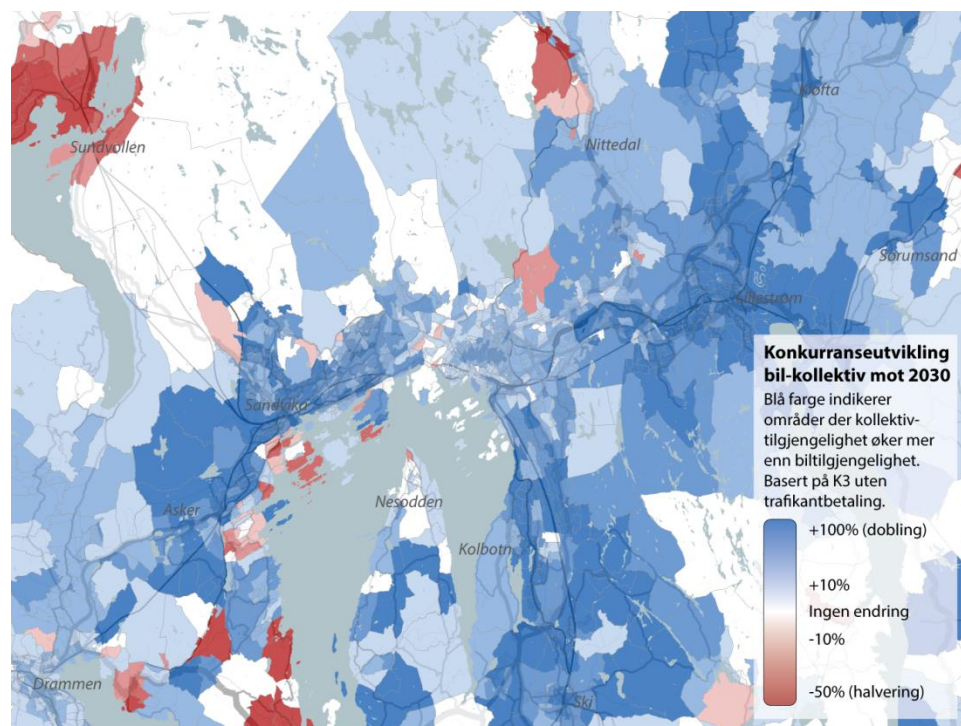 Kløfta
Sundvollen
Nittedal
Sørumsand
Lillestrøm
Konkurranseutvikling
bil-kollektiv mot 2030
Blå farge indikerer
områder der kollektiv-
tilgjengelighet øker mer
enn biltilgjengelighet.
Basert på K3 uten
trafikantbetaling.
+100% (dobling)
+10%
Ingen endring
-10%
-50% (halvering)
Sandvika
Nesodden
Asker
Kolbotn
Drammen
Ski